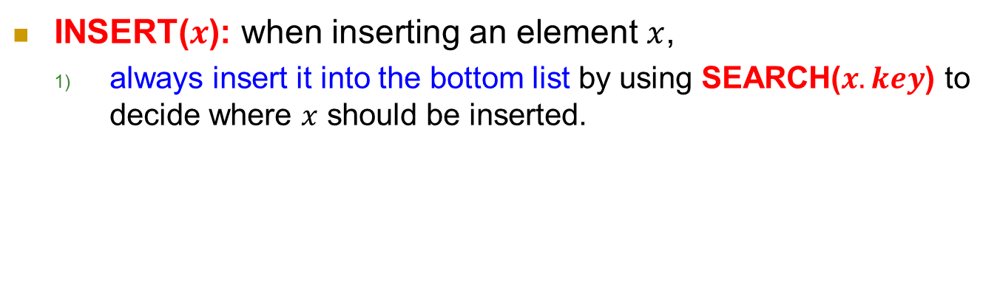 ■ INSERT(x): when inserting an element x,
1) always insert it into the bottom list by using SEARCH(x. key) to
decide where x should be inserted.